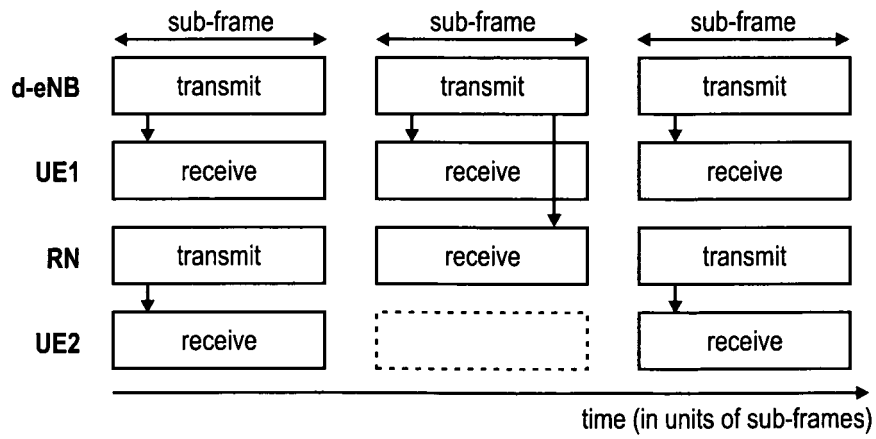 sub-frame sub-frame sub-frame
d-eNB transmit transmit transmit
UE1 receive receive receive
RN transmit receive transmit
UE2 receive receive
time (in units of sub-frames)